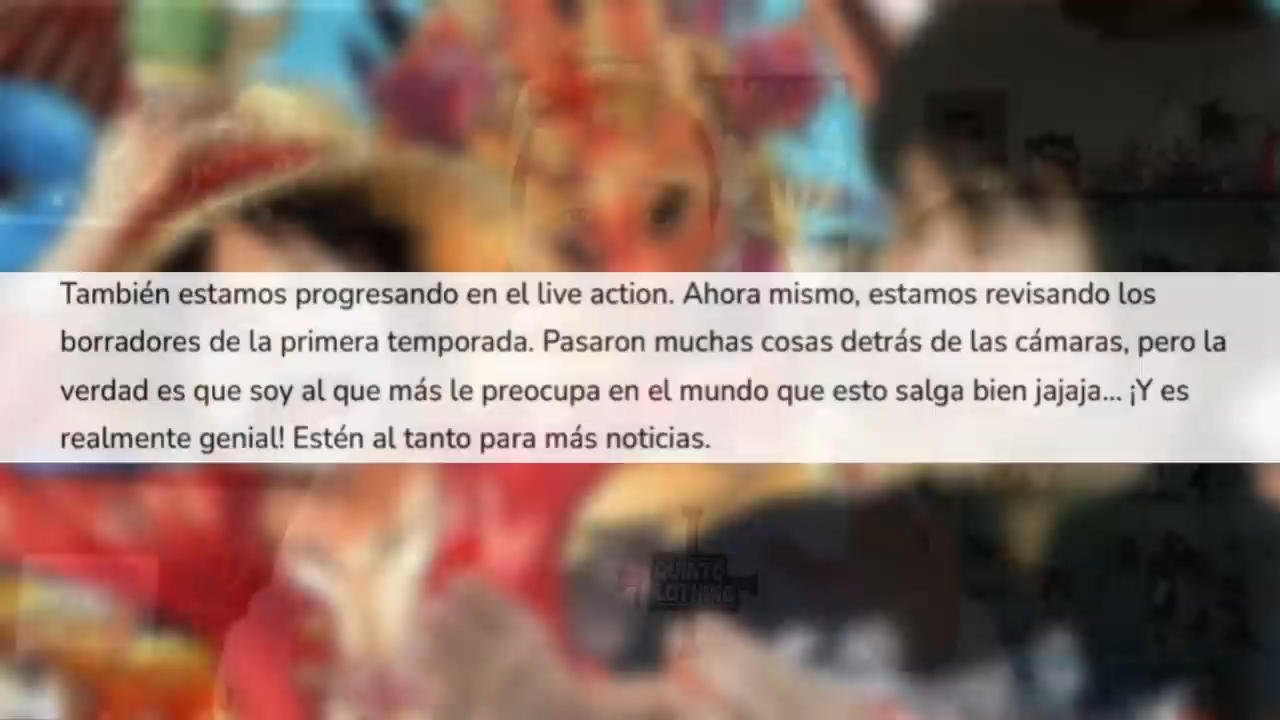 También estamos progresando en el live action. Ahora mismo, estamos revisando los
borradores de la primera temporada. Pasaron muchas cosas detrás de las cámaras, pero la
verdad es que soy al que más le preocupa en el mundo que esto salga bien jajaja... ¡Y es
realmente genial! Estén al tanto para más noticias.
QUINTO